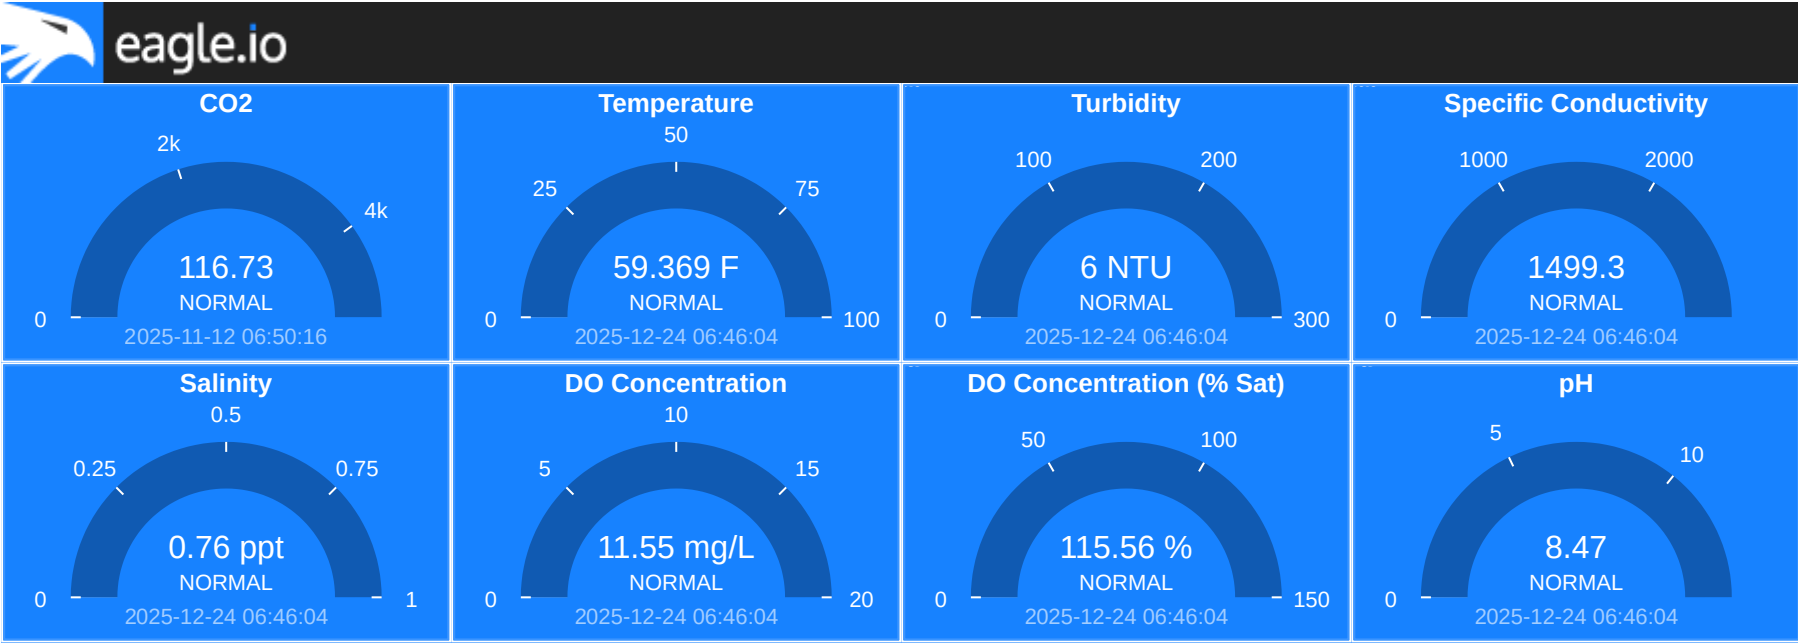 eagle.io
CO2
2k
4k
116.73
NORMAL
0
2025-11-12 06:50:16
Temperature
50
25
75
59.369 F
NORMAL
0
100
2025-12-24 06:46:04
Turbidity
100
200
6 NTU
NORMAL
0
300
2025-12-24 06:46:04
Specific Conductivity
1000
2000
1499.3
NORMAL
0
2025-12-24 06:46:04
Salinity
0.5
0.25
0.75
0.76 ppt
NORMAL
0
1
2025-12-24 06:46:04
DO Concentration
10
5
15
11.55 mg/L
NORMAL
0
20
2025-12-24 06:46:04
DO Concentration (% Sat)
50
100
115.56 %
NORMAL
0
150
2025-12-24 06:46:04
pH
5
10
8.47
NORMAL
0
2025-12-24 06:46:04